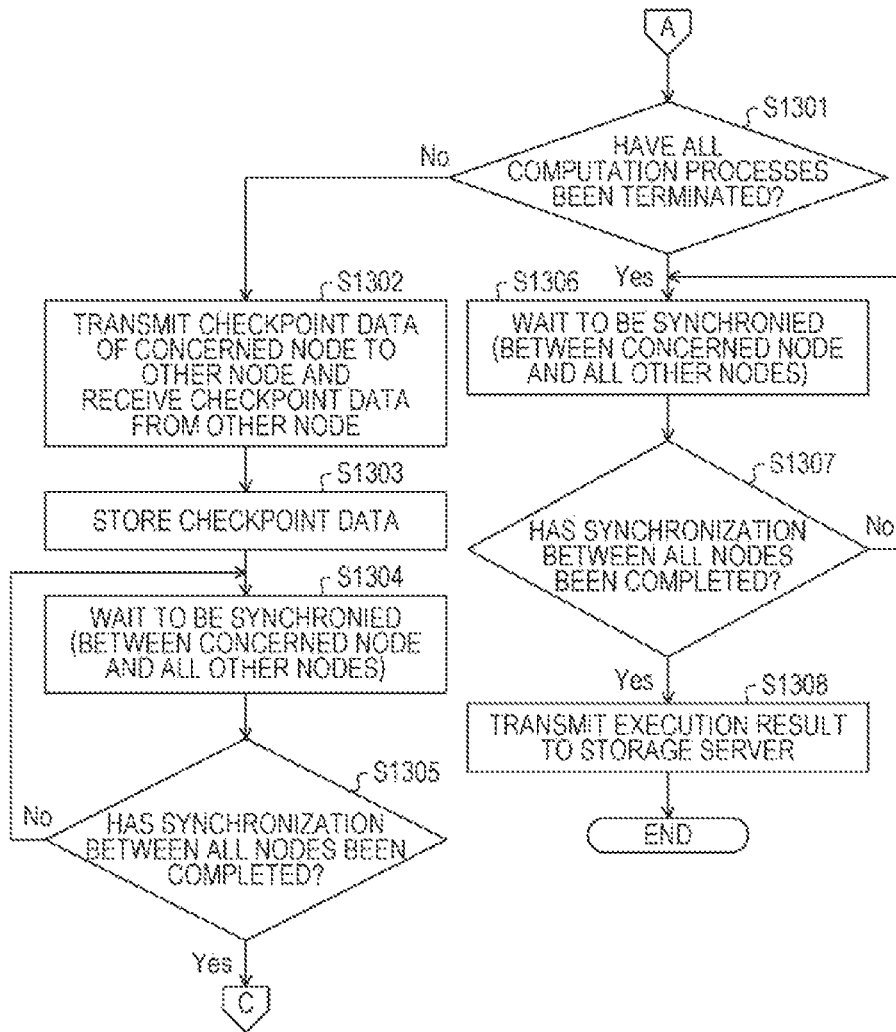 A
S1301
HAVE ALL
COMPUTATION PROCESSES
BEEN TERMINATED?
No
Yes
S1302
TRANSMIT CHECKPOINT DATA
OF CONCERNED NODE TO
OTHER NODE AND
RECEIVE CHECKPOINT DATA
FROM OTHER NODE
S1303
STORE CHECKPOINT DATA
S1304
WAIT TO BE SYNCHRONIED
(BETWEEN CONCERNED NODE
AND ALL OTHER NODES)
S1305
HAS SYNCHRONIZATION
BETWEEN ALL NODES BEEN
COMPLETED?
No
Yes
C
S1306
WAIT TO BE SYNCHRONIED
(BETWEEN CONCERNED NODE
AND ALL OTHER NODES)
S1307
HAS SYNCHRONIZATION
BETWEEN ALL NODES
BEEN COMPLETED?
No
Yes
S1308
TRANSMIT EXECUTION RESULT
TO STORAGE SERVER
END